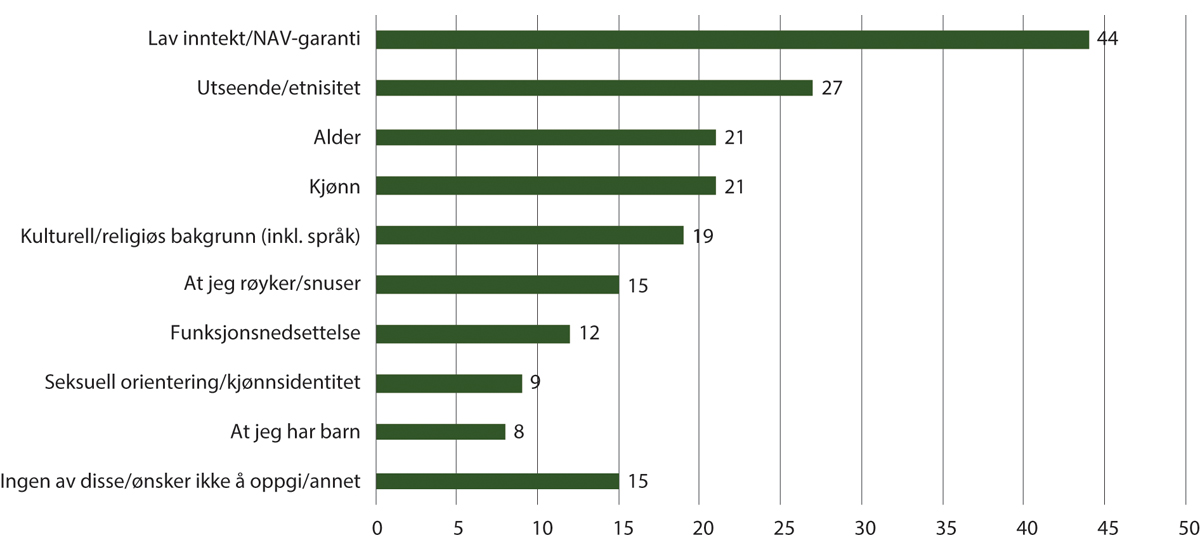 Lav inntekt/NAV-garanti 44
Utseende/etnisitet 27
Alder 21
Kjønn 21
Kulturell/religiøs bakgrunn (inkl. språk) 19
At jeg røyker/snuser 15
Funksjonsnedsettelse 12
Seksuell orientering/kjønnsidentitet 9
At jeg har barn 8
Ingen av disse/ønsker ikke å oppgi/annet 15
0 5 10 15 20 25 30 35 40 45 50